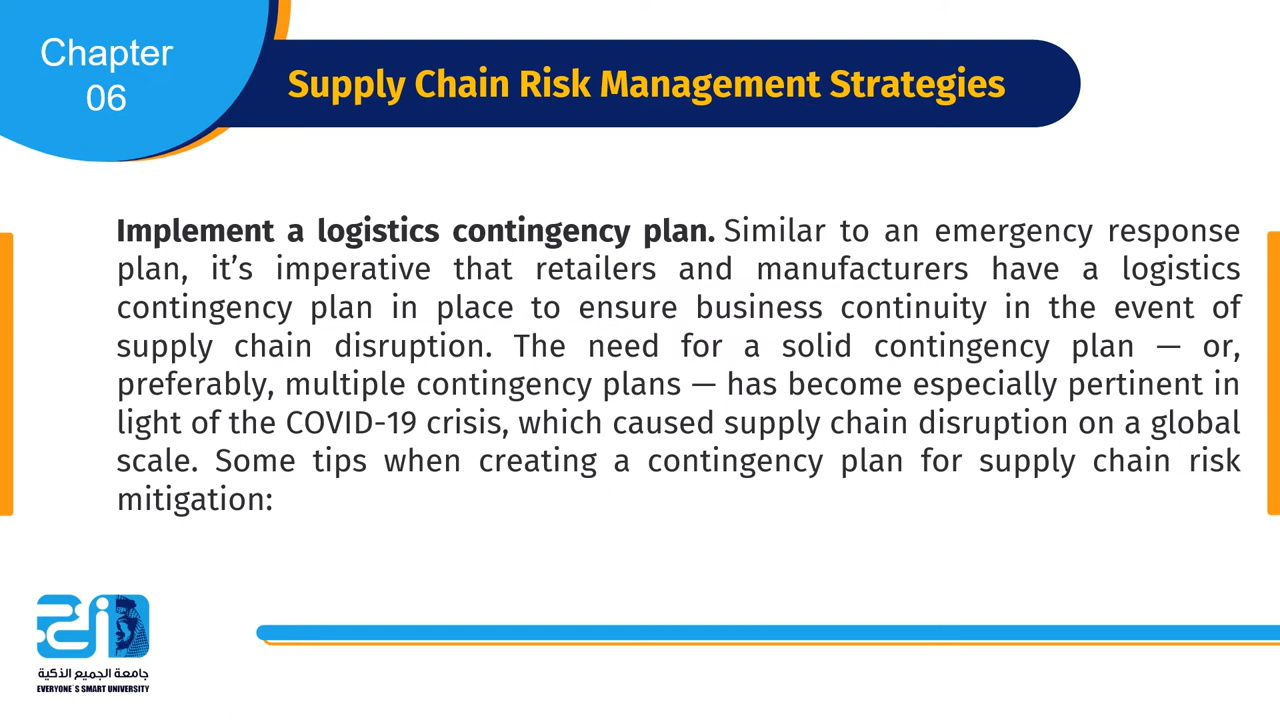 Chapter
06
Supply Chain Risk Management Strategies
Implement a logistics contingency plan. Similar to an emergency response
plan, it’s imperative that retailers and manufacturers have a logistics
contingency plan in place to ensure business continuity in the event of
supply chain disruption. The need for a solid contingency plan — or,
preferably, multiple contingency plans — has become especially pertinent in
light of the COVID-19 crisis, which caused supply chain disruption on a global
scale. Some tips when creating a contingency plan for supply chain risk
mitigation:
جامعة الجميع الذكية
EVERYONE`S SMART UNIVERSITY